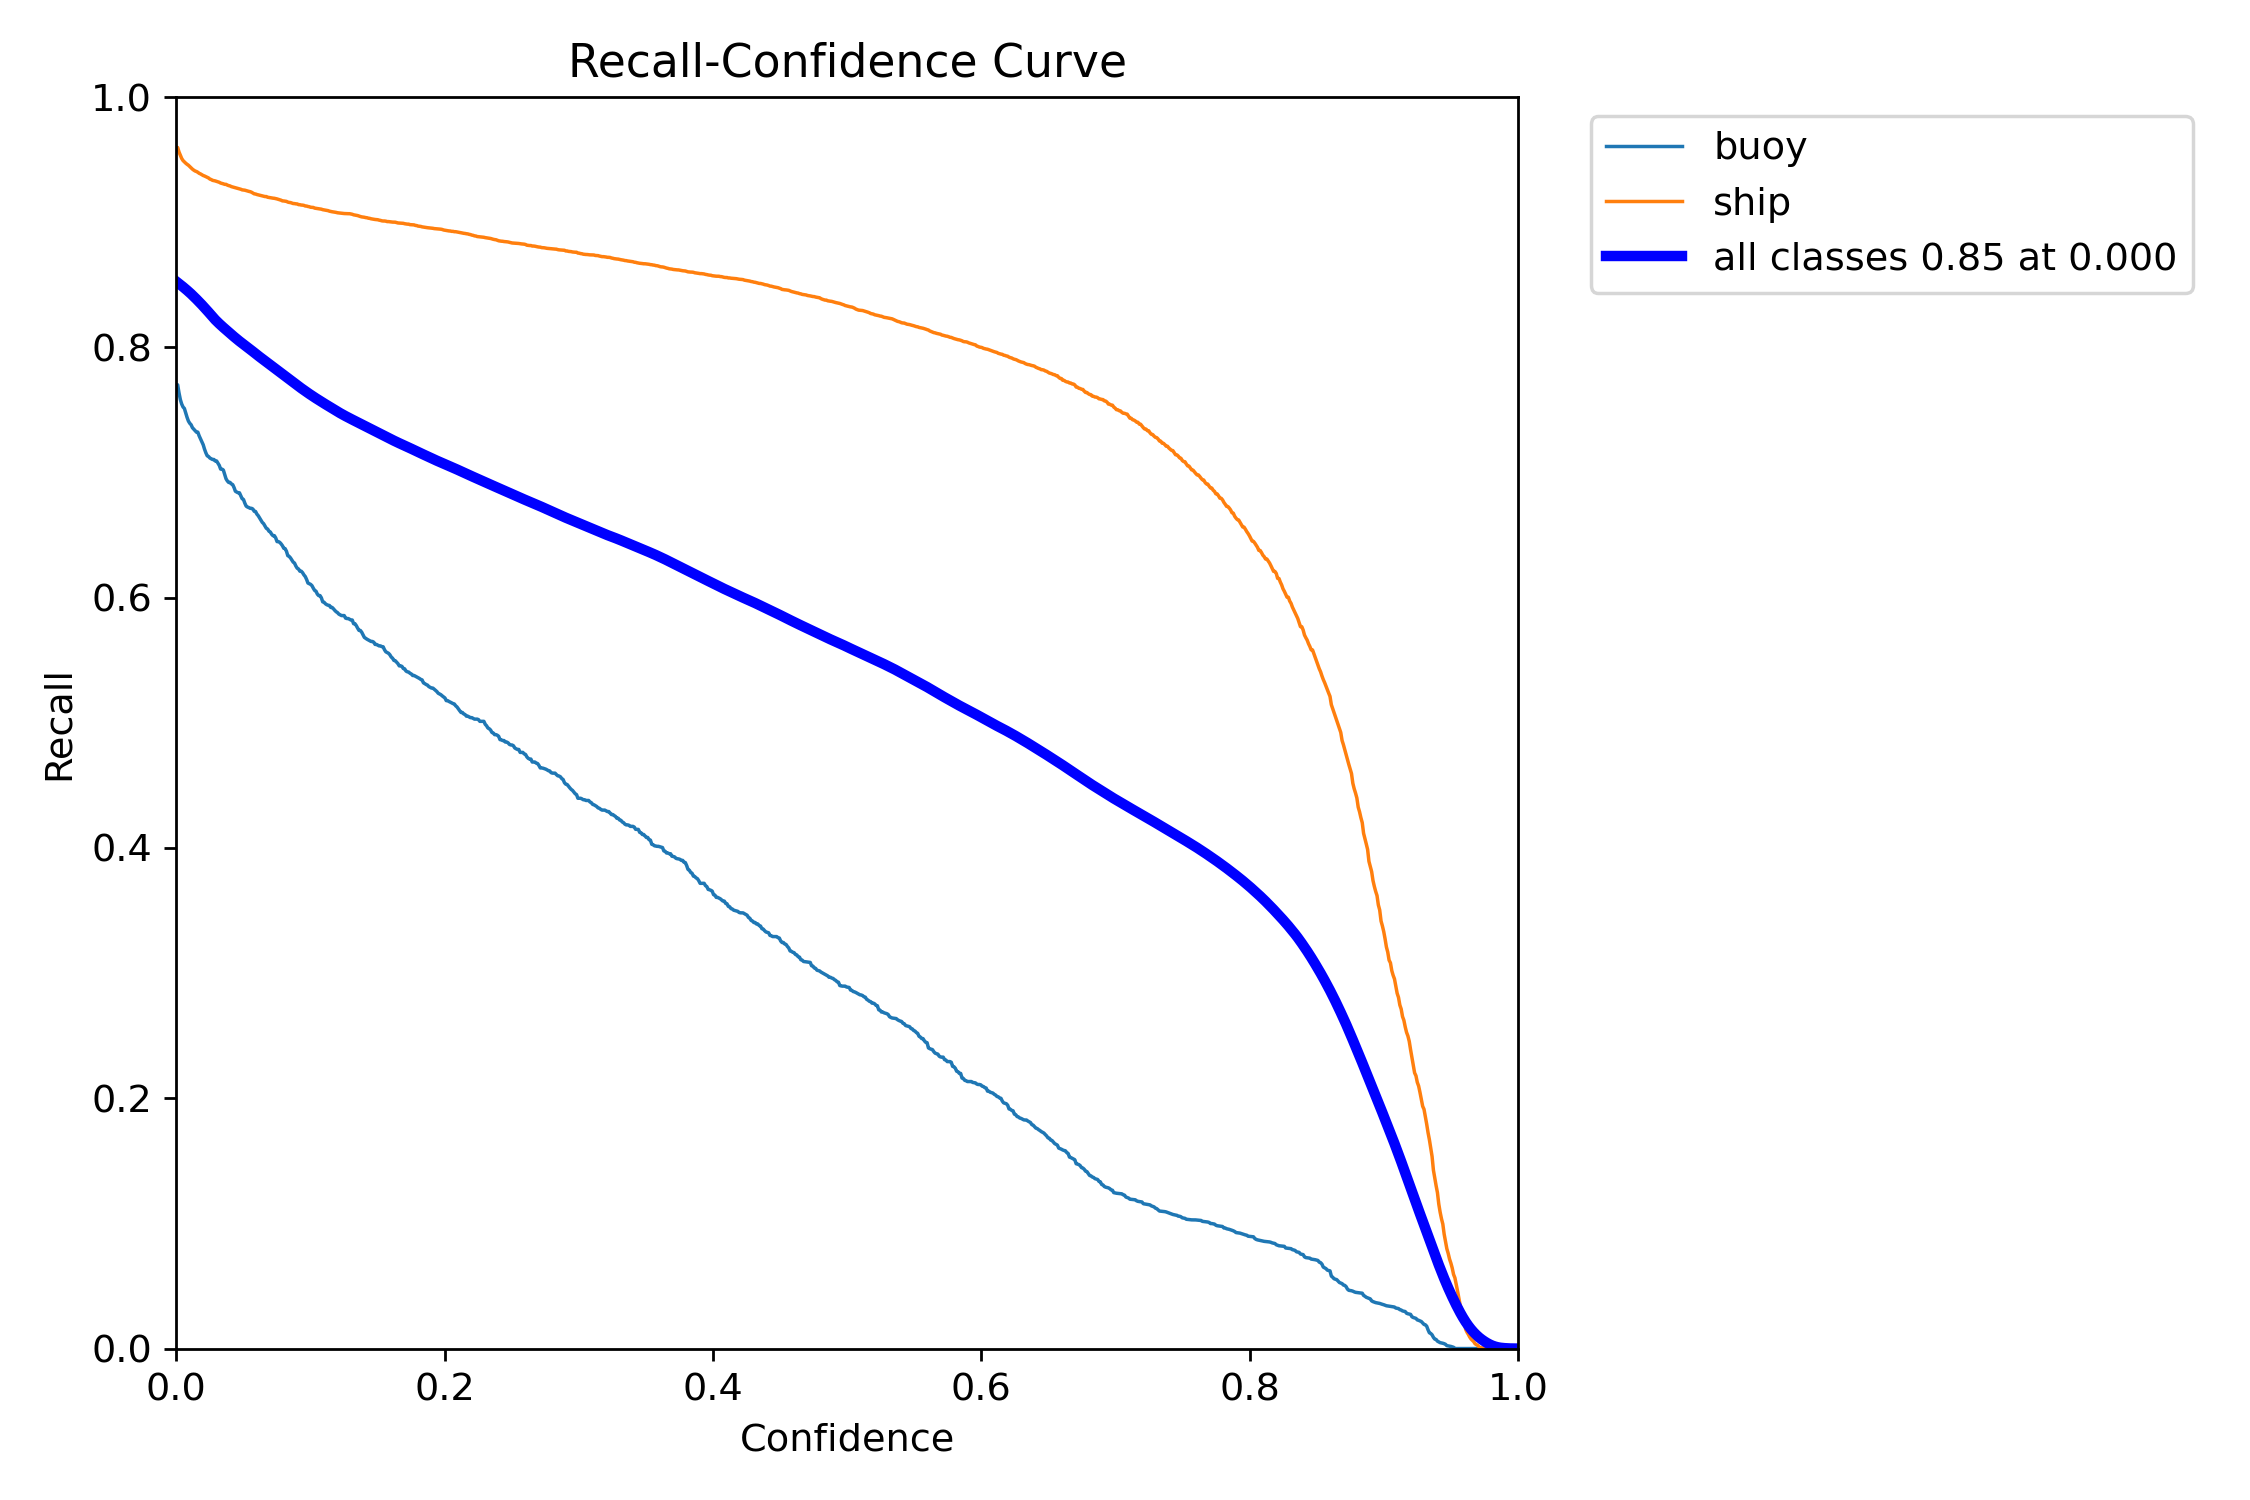 Recall-Confidence Curve
1.0
0.8
0.6
0.4
0.2
0.0
Recall
0.0 0.2 0.4 0.6 0.8 1.0
Confidence
buoy
ship
all classes 0.85 at 0.000